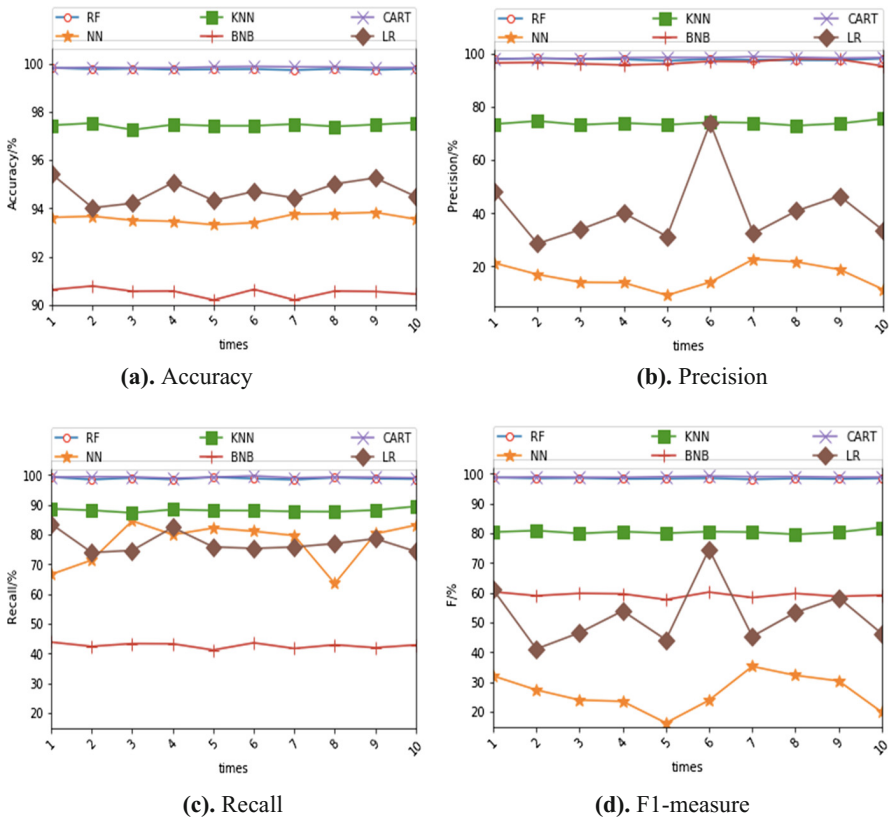 RF KNN CART
NN BNB LR
100
98
96
94
92
90
Accuracy/%
1 2 3 4 5 6 7 8 9 10
times
(a). Accuracy
RF KNN CART
NN BNB LR
100
80
60
40
20
Precision/%
1 2 3 4 5 6 7 8 9 10
times
(b). Precision
RF KNN CART
NN BNB LR
100
90
80
70
60
50
40
30
20
Recall/%
1 2 3 4 5 6 7 8 9 10
times
(c). Recall
RF KNN CART
NN BNB LR
100
90
80
70
60
50
40
30
20
F/%
1 2 3 4 5 6 7 8 9 10
times
(d). F1-measure